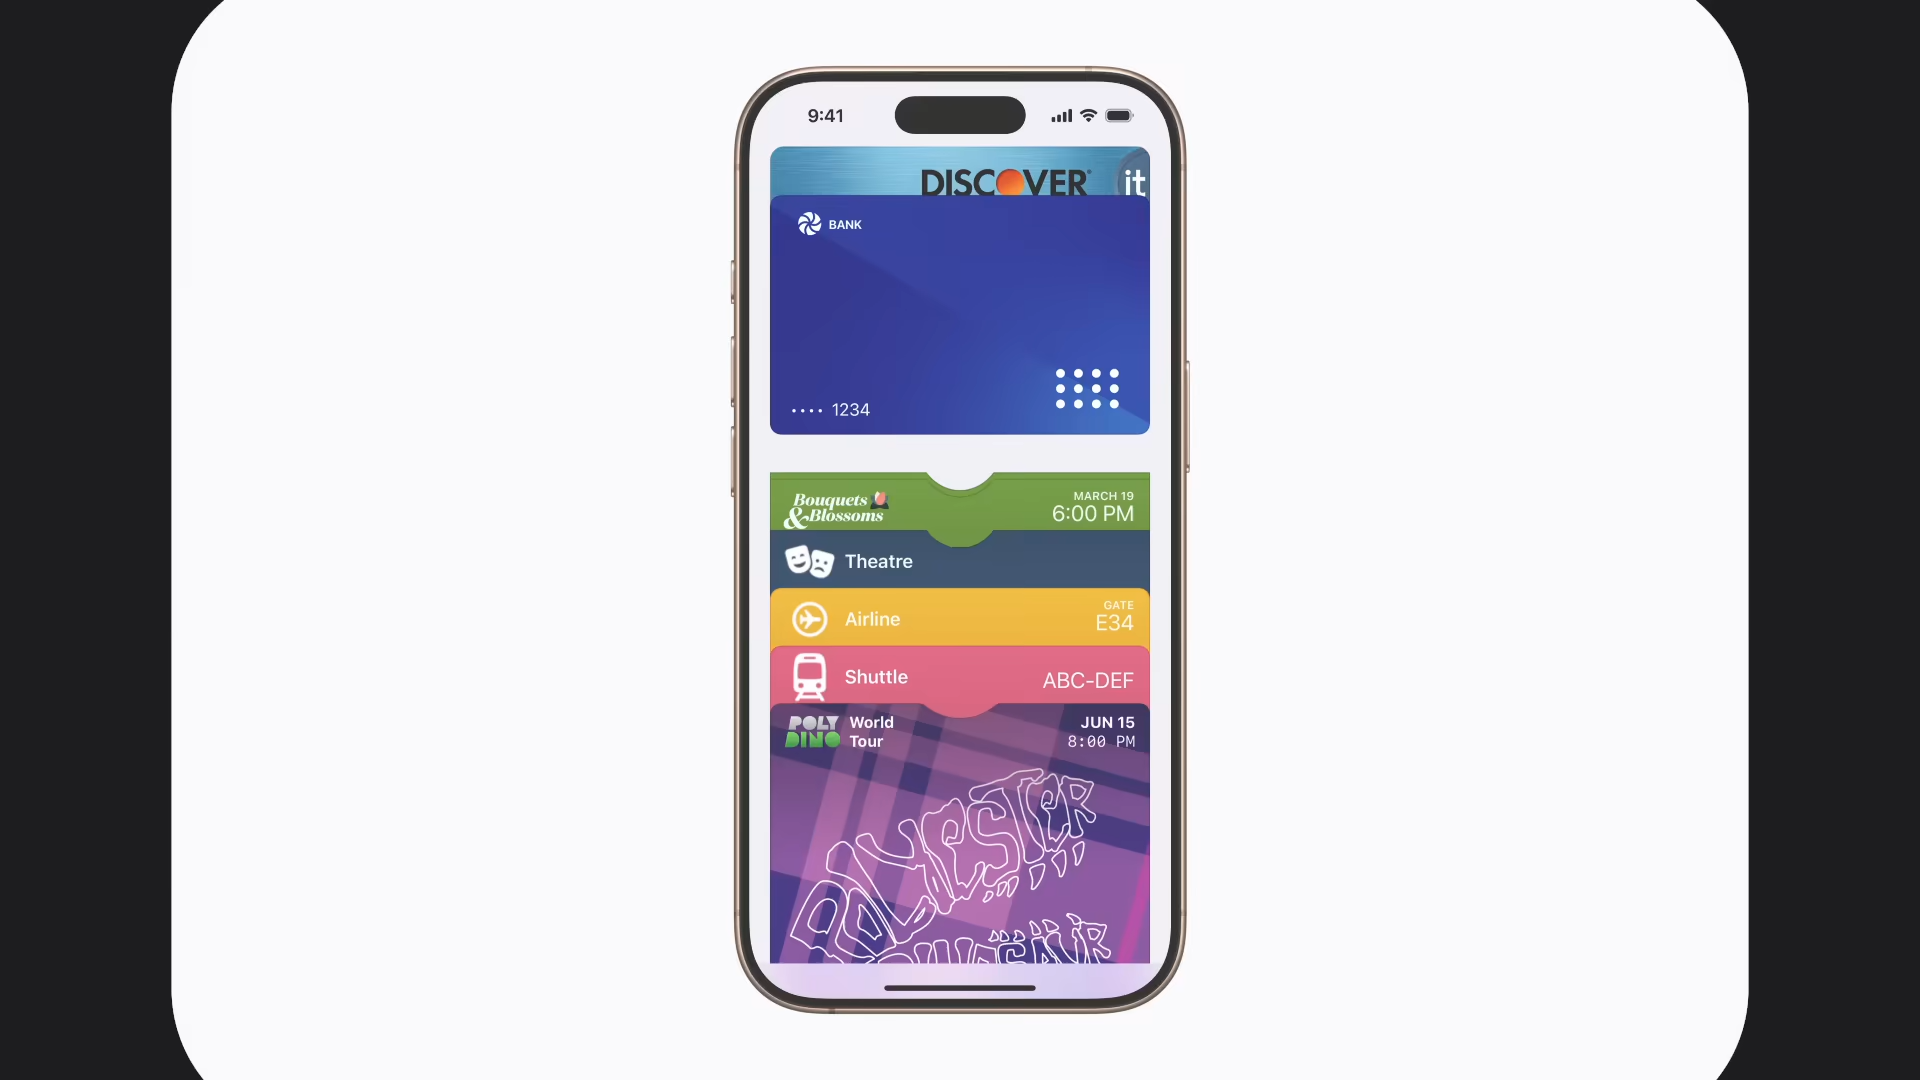 9:41
DISCOVER it
BANK
•••• 1234
Bouquets
&Blossoms
MARCH 19
6:00 PM
Theatre
Airline
GATE
E34
Shuttle
ABC-DEF
POLY
DINO
World
Tour
JUN 15
8:00 PM
POLYESTER